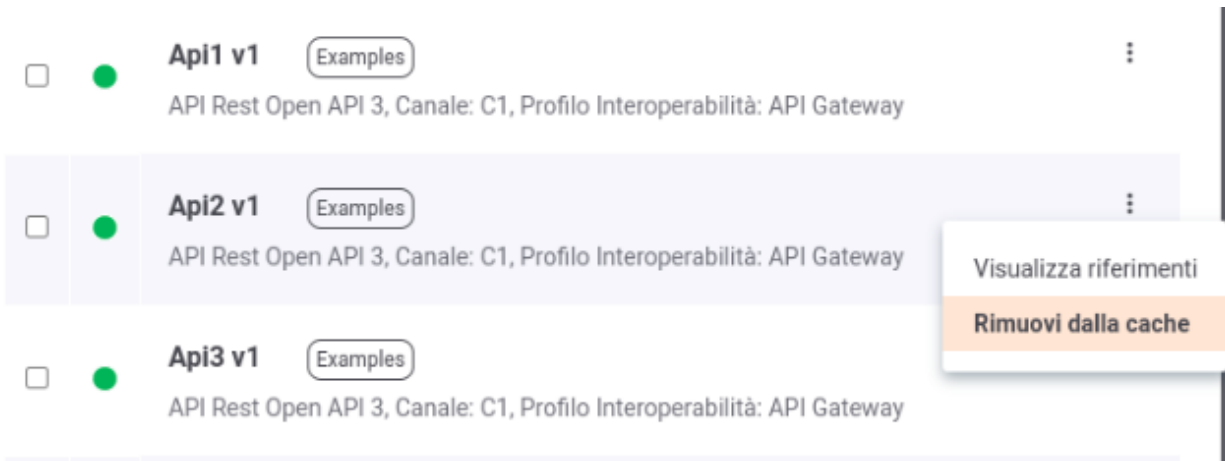 Api1 v1 Examples
API Rest Open API 3, Canale: C1, Profilo Interoperabilità: API Gateway
Api2 v1 Examples
API Rest Open API 3, Canale: C1, Profilo Interoperabilità: API Gateway
Visualizza riferimenti
Rimuovi dalla cache
Api3 v1 Examples
API Rest Open API 3, Canale: C1, Profilo Interoperabilità: API Gateway